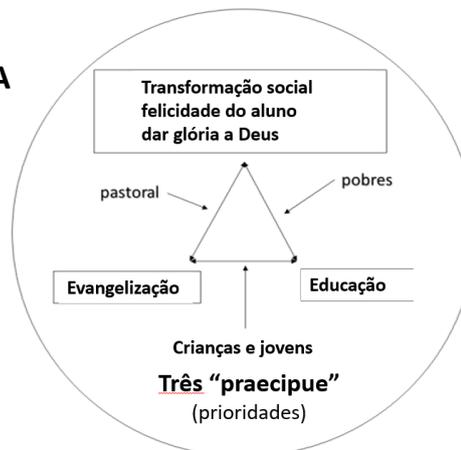 A
Transformação social
felicidade do aluno
dar glória a Deus
pastoral
pobres
Evangelização
Educação
Crianças e jovens
Três “praecipue”
(prioridades)